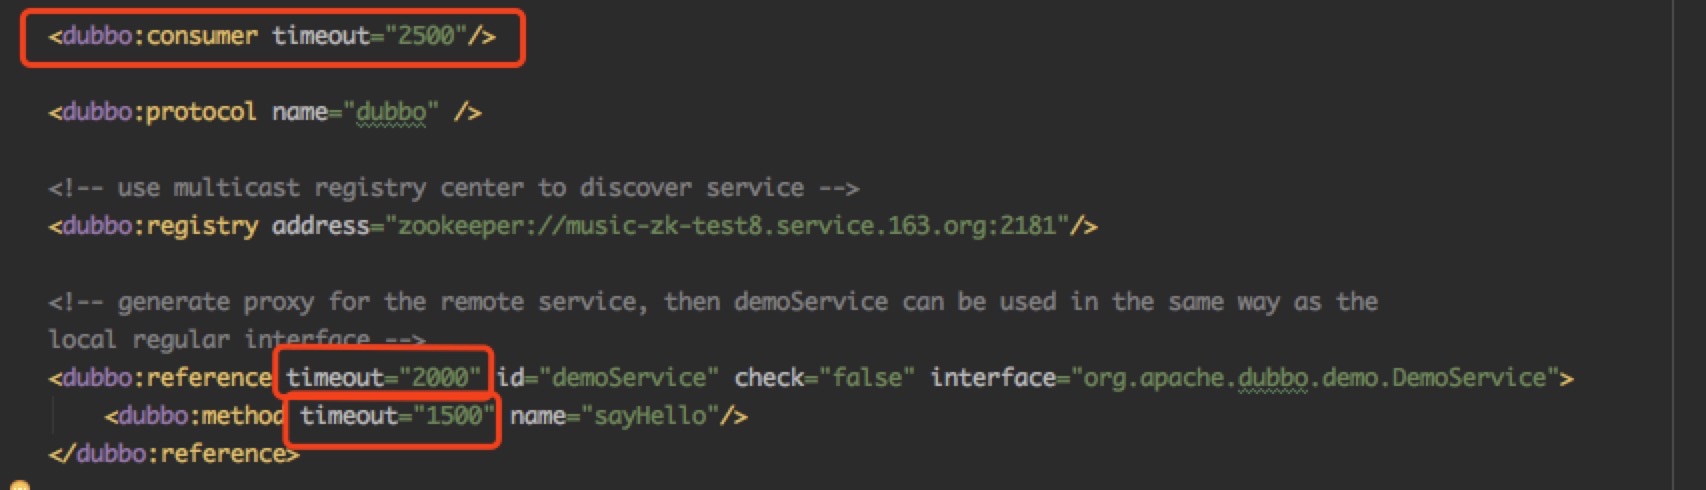 <dubbo:consumer timeout="2500"/>
<dubbo:protocol name="dubbo" />
<!-- use multicast registry center to discover service -->
<dubbo:registry address="zookeeper://music-zk-test8.service.163.org:2181"/>
<!-- generate proxy for the remote service, then demoService can be used in the same way as the
local regular interface -->
<dubbo:reference timeout="2000" id="demoService" check="false" interface="org.apache.dubbo.demo.DemoService">
<dubbo:method timeout="1500" name="sayHello"/>
</dubbo:reference>